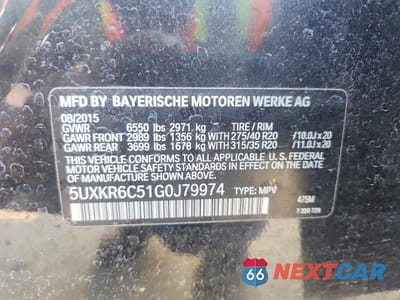 MFD BY BAYERISCHE MOTOREN WERKE AG
08/2015
GVWR 6550 lbs 2971 kg TIRE / RIM
GAWR FRONT 2989 lbs 1356 kg WITH 275/40 R20 /10.0J x 20
GAWR REAR 3699 lbs 1678 kg WITH 315/35 R20 /11.0J x 20
THIS VEHICLE CONFORMS TO ALL APPLICABLE FEDERAL
MOTOR VEHICLE SAFETY STANDARDS IN EFFECT ON THE
DATE OF MANUFACTURE SHOWN ABOVE.
5UXKR6C51G0J79974 TYPE: MPV 475M
7 320 729
66 NEXTCAR